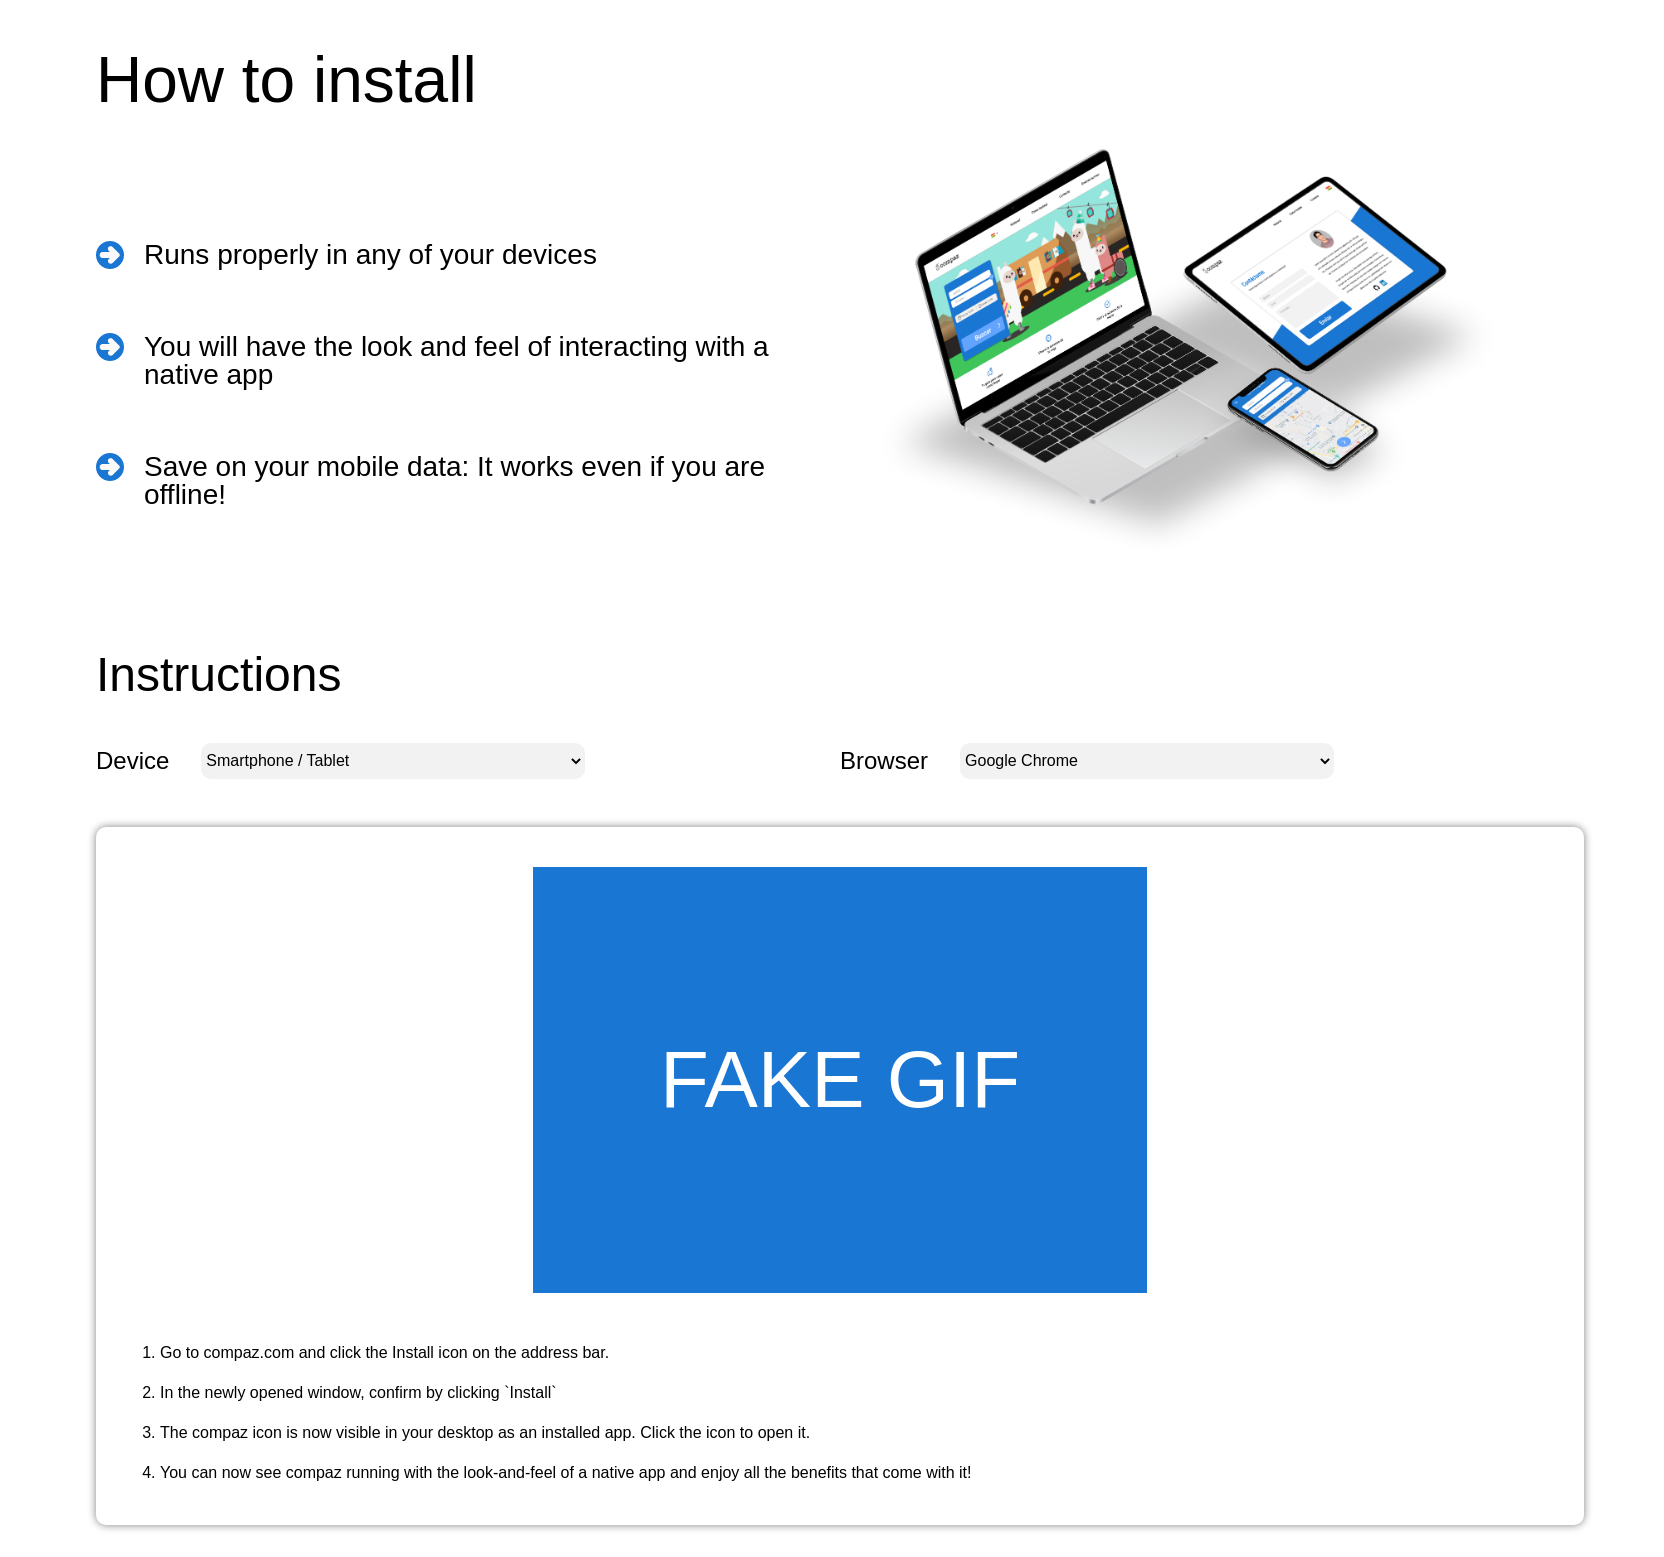 How to install
Runs properly in any of your devices
You will have the look and feel of interacting with a
native app
Save on your mobile data: It works even if you are
offline!
compaz
Buscar
compaz
Contáctame
Enviar
Instructions
Device
Smartphone / Tablet
Browser
Google Chrome
FAKE GIF
1. Go to compaz.com and click the Install icon on the address bar.
2. In the newly opened window, confirm by clicking `Install`
3. The compaz icon is now visible in your desktop as an installed app. Click the icon to open it.
4. You can now see compaz running with the look-and-feel of a native app and enjoy all the benefits that come with it!